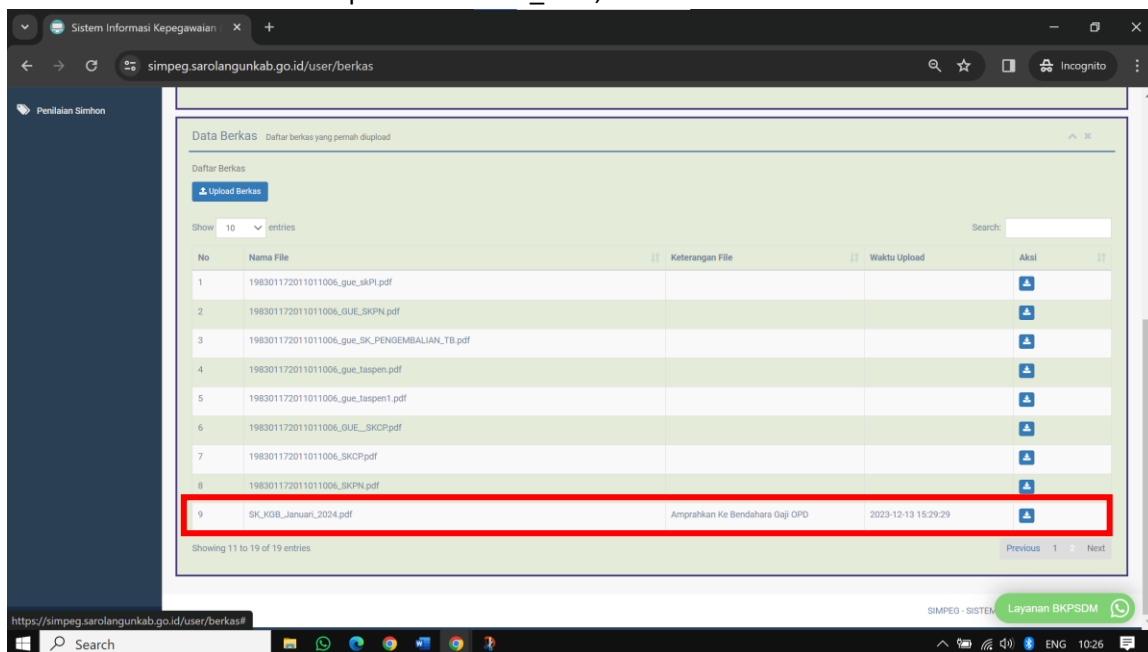 Sistem Informasi Kepegawaian
simpeg.sarolangunkab.go.id/user/berkas
Incognito
Penilaian Simhon
Data Berkas Daftar berkas yang pernah diupload
Daftar Berkas
Upload Berkas
Show 10 entries
Search:
No Nama File Keterangan File Waktu Upload Aksi
1 198301172011011006_gue_skPI.pdf
2 198301172011011006_GUE_SKPN.pdf
3 198301172011011006_gue_SK_PENGEMBALIAN_TB.pdf
4 198301172011011006_gue_taspen.pdf
5 198301172011011006_gue_taspen1.pdf
6 198301172011011006_GUE__SKCP.pdf
7 198301172011011006_SKCP.pdf
8 198301172011011006_SKPN.pdf
9 SK_KGB_Januari_2024.pdf Amprahkan Ke Bendahara Gaji OPD 2023-12-13 15:29:29
Showing 11 to 19 of 19 entries
Previous 1 2 Next
SIMPEG - SISTEM
Layanan BKPSDM
https://simpeg.sarolangunkab.go.id/user/berkas#
Search
ENG 10:26